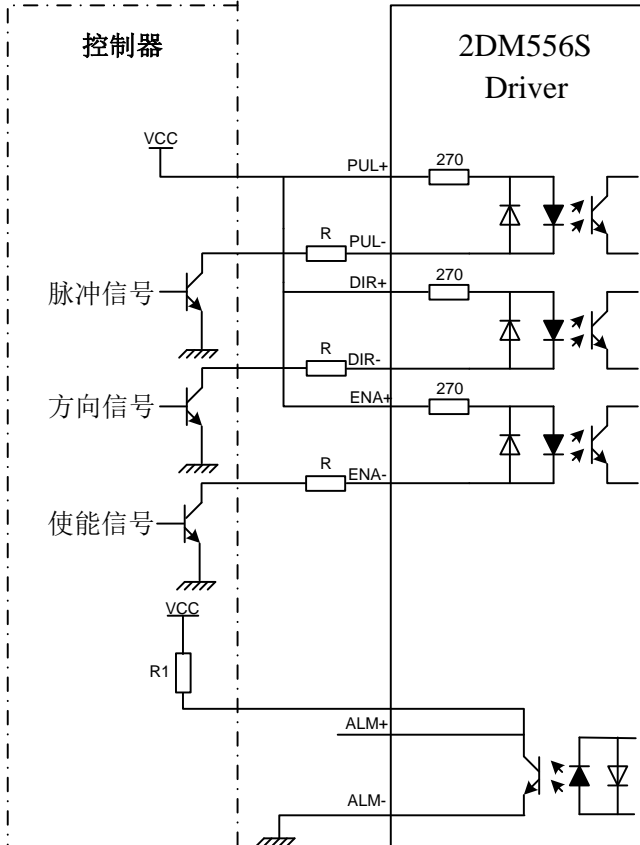 控制器
2DM556S
Driver
VCC
PUL+
270
R
PUL-
脉冲信号
DIR+
270
R
DIR-
方向信号
ENA+
270
R
ENA-
使能信号
VCC
R1
ALM+
ALM-